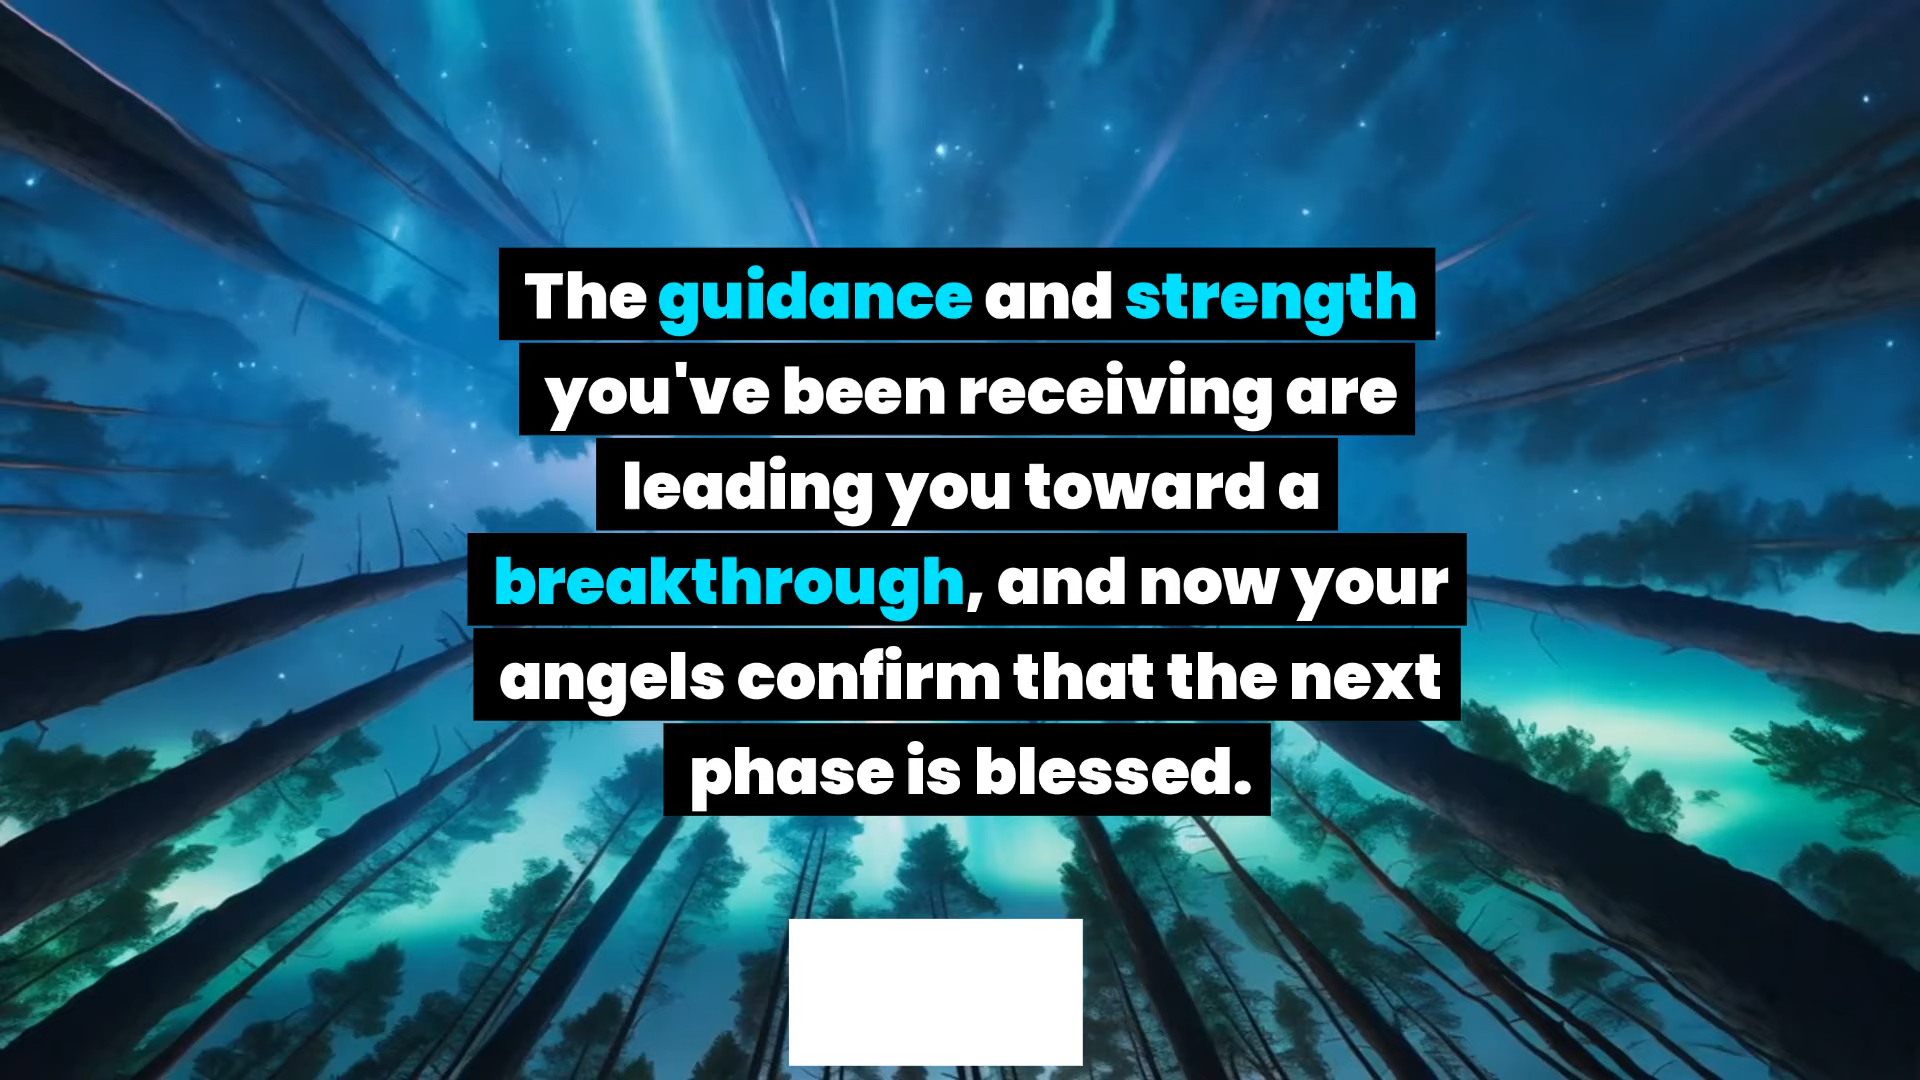 The guidance and strength
you've been receiving are
leading you toward a
breakthrough, and now your
angels confirm that the next
phase is blessed.